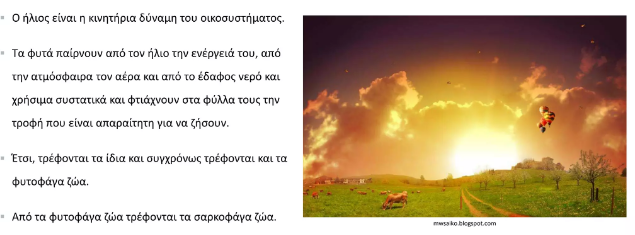 Ο ήλιος είναι η κινητήρια δύναμη του οικοσυστήματος.
Τα φυτά παίρνουν από τον ήλιο την ενέργειά του, από
την ατμόσφαιρα τον αέρα και από το έδαφος νερό και
χρήσιμα συστατικά και φτιάχνουν στα φύλλα τους την
τροφή που είναι απαραίτητη για να ζήσουν.
Έτσι, τρέφονται τα ίδια και συγχρόνως τρέφονται και τα
φυτοφάγα ζώα.
Από τα φυτοφάγα ζώα τρέφονται τα σαρκοφάγα ζώα.
mwsaiko.blogspot.com